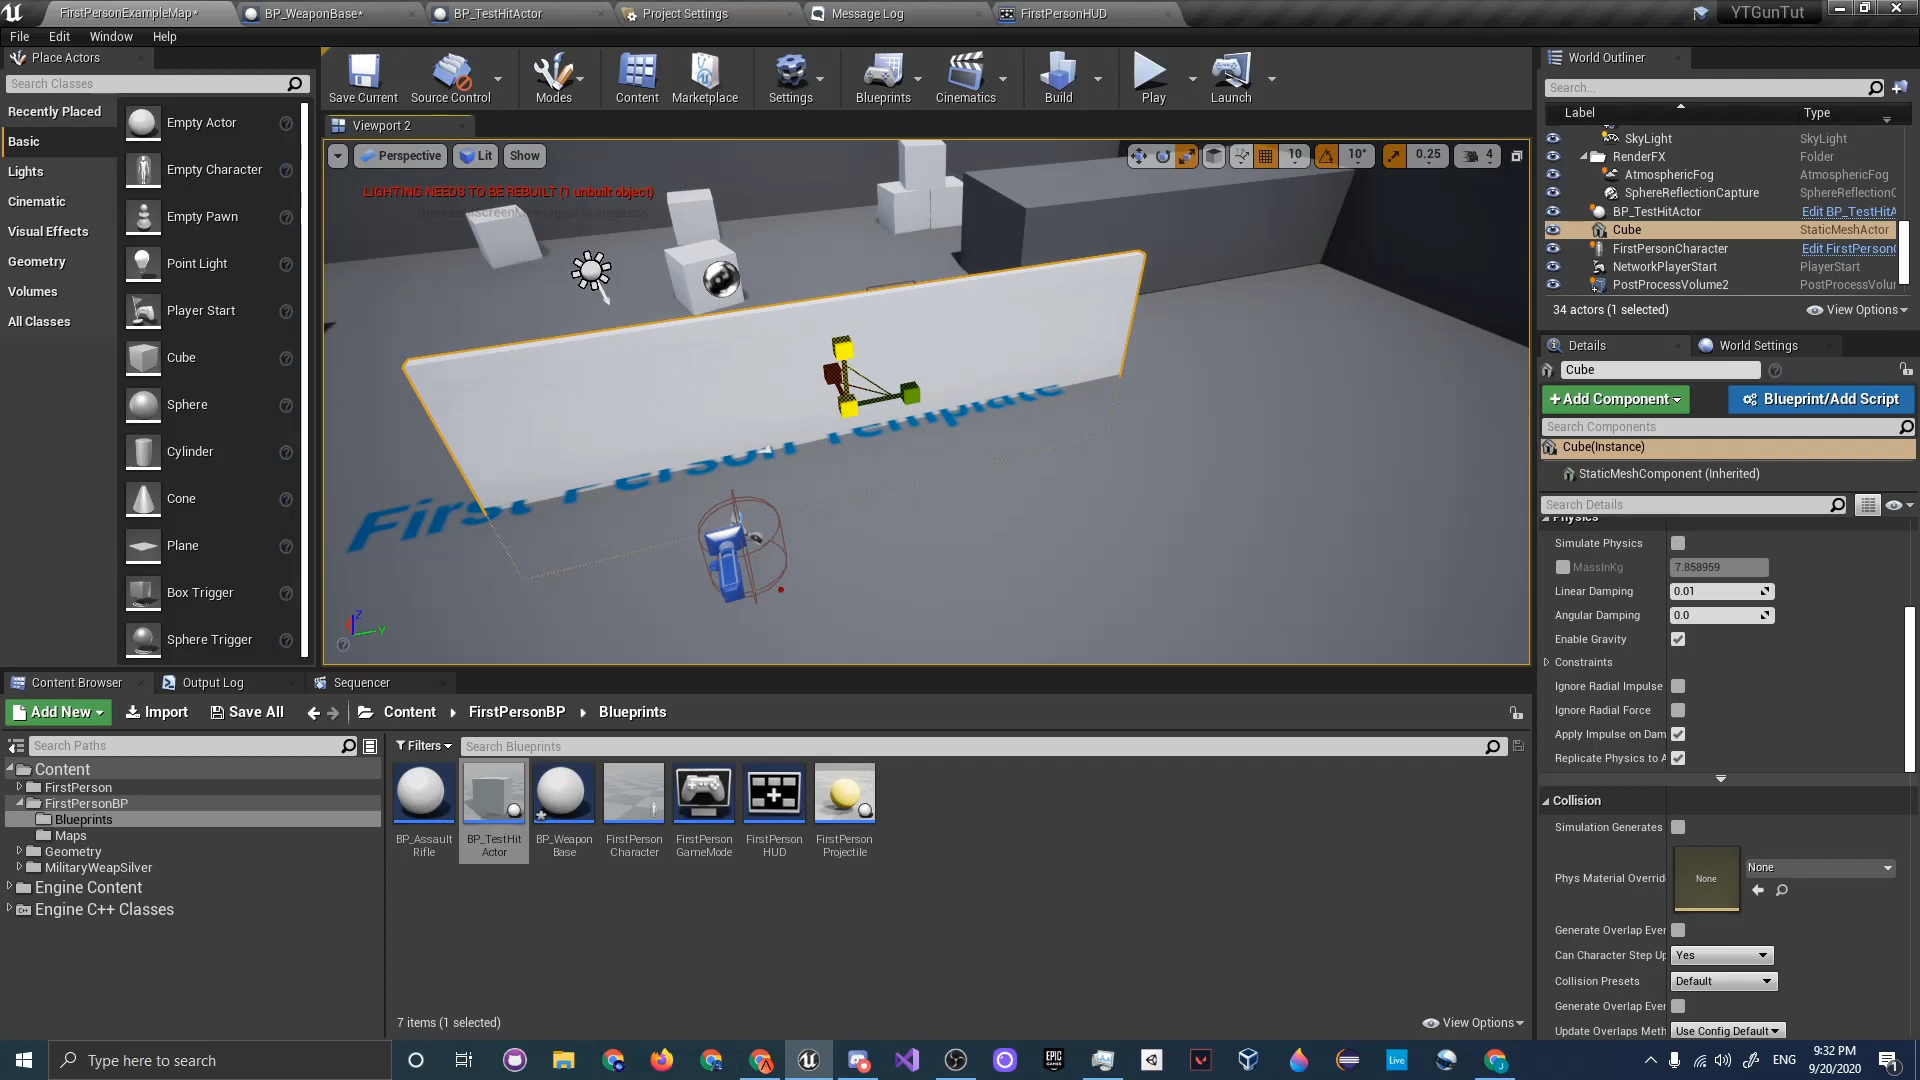 FirstPersonExampleMap*
BP_WeaponBase*
BP_TestHitActor
Project Settings
Message Log
FirstPersonHUD
YTGunTut
File Edit Window Help
Place Actors
Search Classes
Recently Placed
Basic
Lights
Cinematic
Visual Effects
Geometry
Volumes
All Classes
Empty Actor
Empty Character
Empty Pawn
Point Light
Player Start
Cube
Sphere
Cylinder
Cone
Plane
Box Trigger
Sphere Trigger
Save Current
Source Control
Modes
Content
Marketplace
Settings
Blueprints
Cinematics
Build
Play
Launch
Viewport 2
Perspective
Lit
Show
10
10°
0.25
4
LIGHTING NEEDS TO BE REBUILT (1 unbuilt object)
First Person Template
Z
Y
World Outliner
Search...
Label Type
SkyLight SkyLight
RenderFX Folder
AtmosphericFog AtmosphericFog
SphereReflectionCapture SphereReflectionC
BP_TestHitActor Edit BP_TestHitA
Cube StaticMeshActor
FirstPersonCharacter Edit FirstPerson
NetworkPlayerStart PlayerStart
PostProcessVolume2 PostProcessVolur
34 actors (1 selected)
View Options
Details
World Settings
Cube
+Add Component
Blueprint/Add Script
Search Components
Cube(Instance)
StaticMeshComponent (Inherited)
Search Details
Physics
Simulate Physics
MassInKg 7.858959
Linear Damping 0.01
Angular Damping 0.0
Enable Gravity
Constraints
Ignore Radial Impulse
Ignore Radial Force
Apply Impulse on Dam
Replicate Physics to A
Collision
Simulation Generates
Phys Material Overrid
None
None
Generate Overlap Ever
Can Character Step Up Yes
Collision Presets Default
Generate Overlap Ever
Update Overlaps Meth Use Config Default
Content Browser
Output Log
Sequencer
Add New
Import
Save All
Content
FirstPersonBP
Blueprints
Search Paths
Filters
Search Blueprints
Content
FirstPerson
FirstPersonBP
Blueprints
Maps
Geometry
MilitaryWeapSilver
Engine Content
Engine C++ Classes
BP_Assault
Rifle
BP_TestHit
Actor
BP_Weapon
Base
FirstPerson
Character
FirstPerson
GameMode
FirstPerson
HUD
FirstPerson
Projectile
7 items (1 selected)
View Options
Type here to search
EPIC
GAMES
Live
ENG
9:32 PM
9/20/2020
1